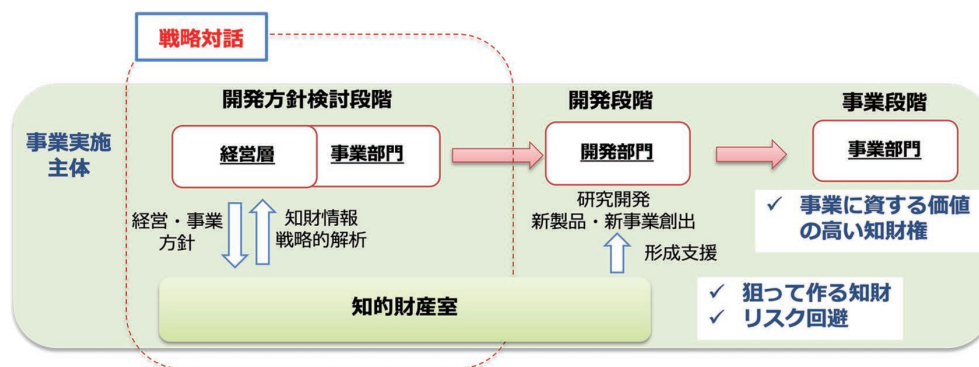 戦略対話
開発方針検討段階
開発段階
事業段階
事業実施
主体
経営層
事業部門
開発部門
事業部門
経営・事業
方針
知財情報
戦略的解析
研究開発
新製品・新事業創出
形成支援
✓ 事業に資する価値
の高い知財権
知的財産室
✓ 狙って作る知財
✓ リスク回避